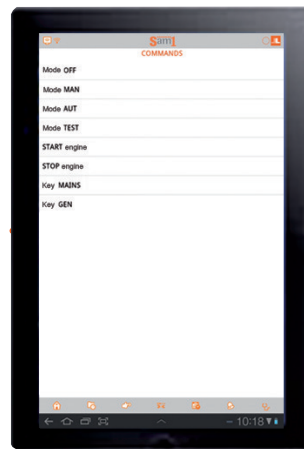 Sam1
COMMANDS
Mode OFF
Mode MAN
Mode AUT
Mode TEST
START engine
STOP engine
Key MAINS
Key GEN
10:18